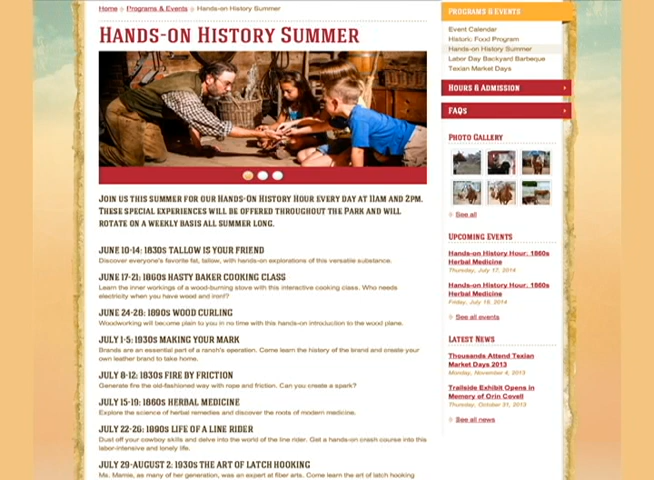 Home Programs & Events Hands-on History Summer
Hands-on History Summer
Join us this summer for our Hands-On History Hour every day at 11am and 2pm.
These special experiences will be offered throughout the Park and will
rotate on a weekly basis all summer long.
June 10-14: 1830s Tallow is Your Friend
Discover everyone's favorite fat, tallow, with hands-on explorations of this versatile substance.
June 17-21: 1860s Hasty Baker Cooking Class
Learn the inner workings of a wood-burning stove with this interactive cooking class. Who needs
electricity when you have wood and iron?
June 24-28: 1890s Wood Curling
Woodworking will become plain to you in no time with this hands-on introduction to the wood plane.
July 1-5: 1930s Making Your Mark
Brands are an essential part of a ranch's operation. Come learn the history of the brand and create your
own leather brand to take home.
July 8-12: 1830s Fire by Friction
Generate fire the old-fashioned way with rope and friction. Can you create a spark?
July 15-19: 1860s Herbal Medicine
Explore the science of herbal remedies and discover the roots of modern medicine.
July 22-26: 1890s Life of a Line Rider
Dust off your cowboy skills and delve into the world of the line rider. Get a hands-on crash course into this
labor-intensive and lonely life.
July 29-August 2: 1930s The Art of Latch Hooking
Ms. Mamie, as many of her generation, was an expert at fiber arts. Come learn the art of latch hooking
Programs & Events
Event Calendar
Historic Food Program
Hands-on History Summer
Labor Day Backyard Barbeque
Texian Market Days
Hours & Admission
FAQs
Photo Gallery
See all
Upcoming Events
Hands-on History Hour: 1860s
Herbal Medicine
Thursday, July 17, 2014
Hands-on History Hour: 1860s
Herbal Medicine
Friday, July 18, 2014
See all events
Latest News
Thousands Attend Texian
Market Days 2013
Monday, November 4, 2013
Trailside Exhibit Opens in
Memory of Orin Covell
Thursday, October 31, 2013
See all news